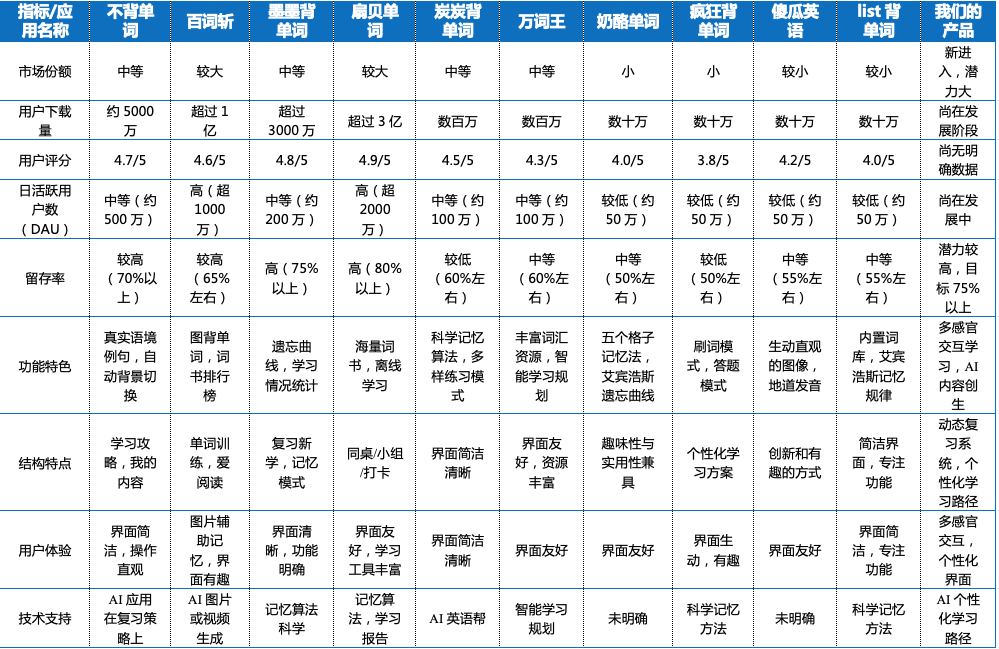 指标/应用名称 不背单词 百词斩 墨墨背单词 扇贝单词 炭炭背单词 万词王 奶酪单词 疯狂背单词 傻瓜英语 list 背单词 我们的产品
市场份额 中等 较大 中等 较大 中等 中等 小 小 较小 较小 新进入，潜力大
用户下载量 约 5000 万 超过 1 亿 超过 3000 万 超过 3 亿 数百万 数百万 数十万 数十万 数十万 数十万 尚在发展阶段
用户评分 4.7/5 4.6/5 4.8/5 4.9/5 4.5/5 4.3/5 4.0/5 3.8/5 4.2/5 4.0/5 尚无明确数据
日活跃用户数（DAU） 中等（约 500 万） 高（超 1000 万） 中等（约 200 万） 高（超 2000 万） 中等（约 100 万） 中等（约 100 万） 较低（约 50 万） 较低（约 50 万） 较低（约 50 万） 较低（约 50 万） 尚在发展中
留存率 较高（70%以上） 较高（65%左右） 高（75%以上） 高（80%以上） 较低（60%左右） 中等（60%左右） 中等（50%左右） 较低（50%左右） 中等（55%左右） 中等（55%左右） 潜力较高，目标 75%以上
功能特色 真实语境例句，自动背景切换 图背单词，词书排行榜 遗忘曲线，学习情况统计 海量词书，离线学习 科学记忆算法，多样练习模式 丰富词汇资源，智能学习规划 五个格子记忆法，艾宾浩斯遗忘曲线 刷词模式，答题模式 生动直观的图像，地道发音 内置词库，艾宾浩斯记忆规律 多感官交互学习，AI 内容创生
结构特点 学习攻略，我的内容 单词训练，爱阅读 复习新学，记忆模式 同桌/小组/打卡 界面简洁清晰 界面友好，资源丰富 趣味性与实用性兼具 个性化学习方案 创新和有趣的方式 简洁界面，专注功能 动态复习系统，个性化学习路径
用户体验 界面简洁，操作直观 图片辅助记忆，界面有趣 界面清晰，功能明确 界面友好，学习工具丰富 界面简洁清晰 界面友好 界面友好 界面生动，有趣 界面友好 界面简洁，专注功能 多感官交互，个性化界面
技术支持 AI 应用在复习策略上 AI 图片或视频生成 记忆算法科学 记忆算法，学习报告 AI 英语帮 智能学习规划 未明确 科学记忆方法 未明确 科学记忆方法 AI 个性化学习路径